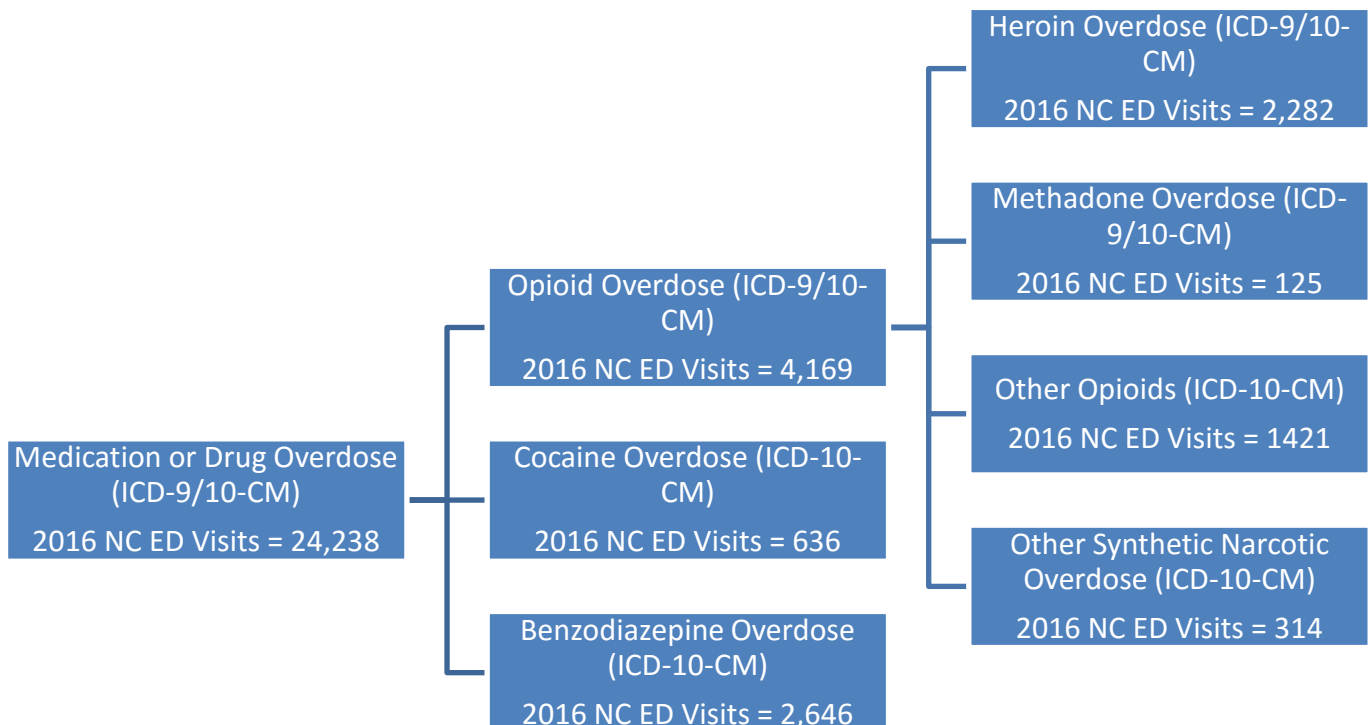 Medication or Drug Overdose
(ICD-9/10-CM)
2016 NC ED Visits = 24,238
Opioid Overdose (ICD-9/10-
CM)
2016 NC ED Visits = 4,169
Cocaine Overdose (ICD-10-
CM)
2016 NC ED Visits = 636
Benzodiazepine Overdose
(ICD-10-CM)
2016 NC ED Visits = 2,646
Heroin Overdose (ICD-9/10-
CM)
2016 NC ED Visits = 2,282
Methadone Overdose (ICD-
9/10-CM)
2016 NC ED Visits = 125
Other Opioids (ICD-10-CM)
2016 NC ED Visits = 1421
Other Synthetic Narcotic
Overdose (ICD-10-CM)
2016 NC ED Visits = 314